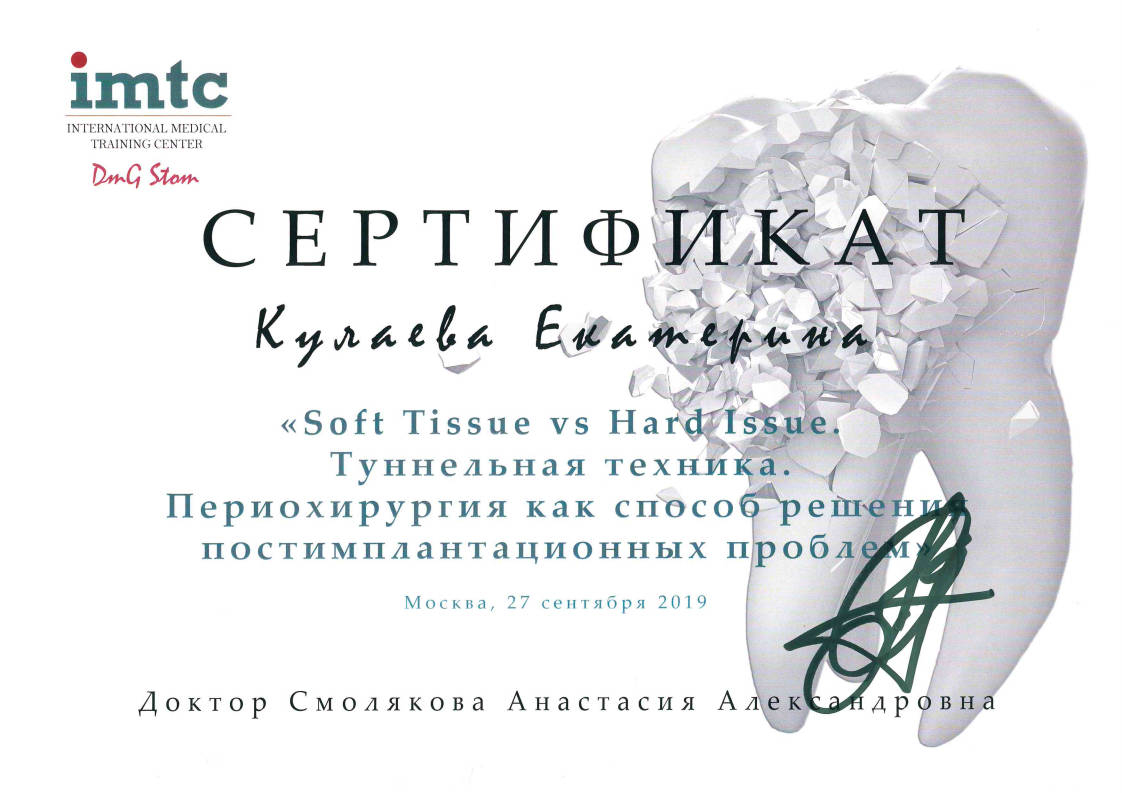 imtc
INTERNATIONAL MEDICAL
TRAINING CENTER
DmG Stom
СЕРТИФИКАТ
Кулаева Екатерина
«Soft Tissue vs Hard Issue.
Туннельная техника.
Периохирургия как способ решения
постимплантационных проблем»
Москва, 27 сентября 2019
Доктор Смолякова Анастасия Александровна